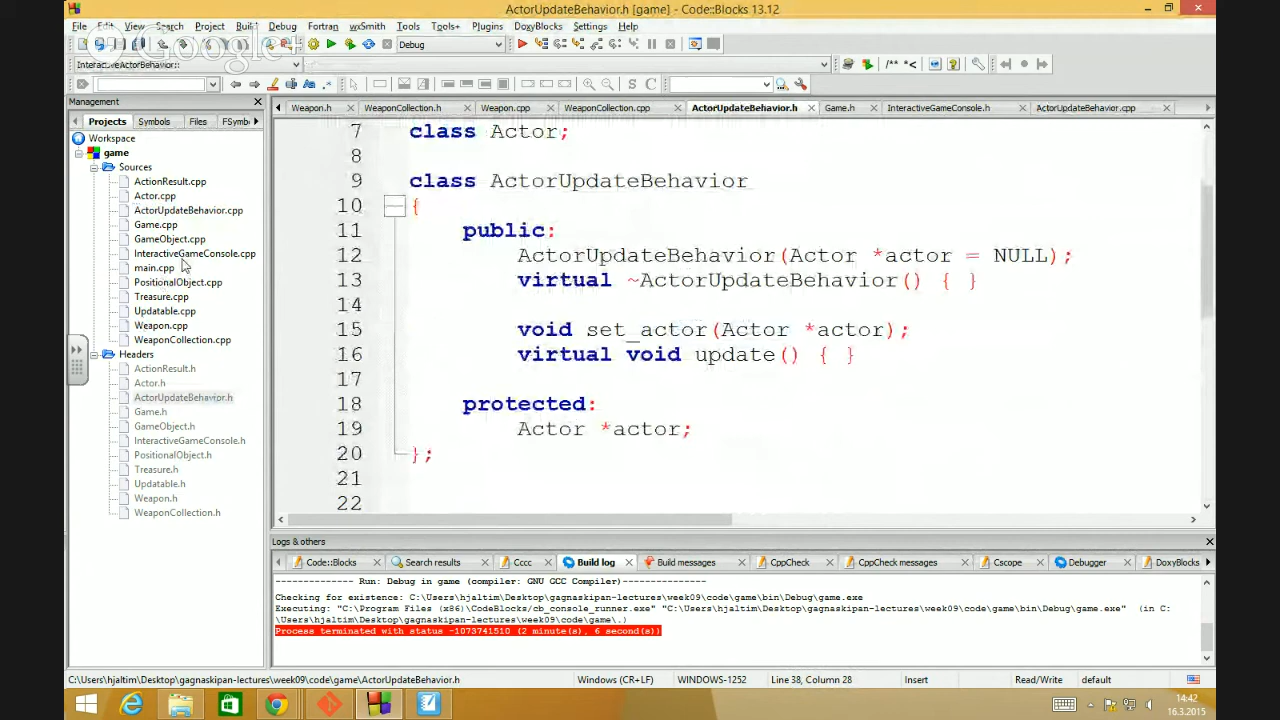 ActorUpdateBehavior.h [game] - Code::Blocks 13.12
File Edit View Search Project Build Debug Fortran wxSmith Tools Tools+ Plugins DoxyBlocks Settings Help
Google+
Debug
InteractiveActorBehavior::
/** *<
Aa
S C
Management
Projects Symbols Files FSymb
Weapon.h WeaponCollection.h Weapon.cpp WeaponCollection.cpp ActorUpdateBehavior.h Game.h InteractiveGameConsole.h ActorUpdateBehavior.cpp
Workspace
game
Sources
ActionResult.cpp
Actor.cpp
ActorUpdateBehavior.cpp
Game.cpp
GameObject.cpp
InteractiveGameConsole.cpp
main.cpp
PositionalObject.cpp
Treasure.cpp
Updatable.cpp
Weapon.cpp
WeaponCollection.cpp
Headers
ActionResult.h
Actor.h
ActorUpdateBehavior.h
Game.h
GameObject.h
InteractiveGameConsole.h
PositionalObject.h
Treasure.h
Updatable.h
Weapon.h
WeaponCollection.h
7 class Actor;
8
9 class ActorUpdateBehavior
10 {
11 public:
12 ActorUpdateBehavior(Actor *actor = NULL);
13 virtual ~ActorUpdateBehavior() { }
14
15 void set_actor(Actor *actor);
16 virtual void update() { }
17
18 protected:
19 Actor *actor;
20 };
21
22
Logs & others
Code::Blocks Search results Cccc Build log Build messages CppCheck CppCheck messages Cscope Debugger DoxyBlocks
-------------- Run: Debug in game (compiler: GNU GCC Compiler)---------------
Checking for existence: C:\Users\hjaltim\Desktop\gagnaskipan-lectures\week09\code\game\bin\Debug\game.exe
Executing: "C:\Program Files (x86)\CodeBlocks/cb_console_runner.exe" "C:\Users\hjaltim\Desktop\gagnaskipan-lectures\week09\code\game\bin\Debug\game.exe" (in C:
\Users\hjaltim\Desktop\gagnaskipan-lectures\week09\code\game\.)
Process terminated with status -1073741510 (2 minute(s), 6 second(s))
C:\Users\hjaltim\Desktop\gagnaskipan-lectures\week09\code\game\ActorUpdateBehavior.h Windows (CR+LF) WINDOWS-1252 Line 38, Column 28 Insert Read/Write default
14:42
16.3.2015